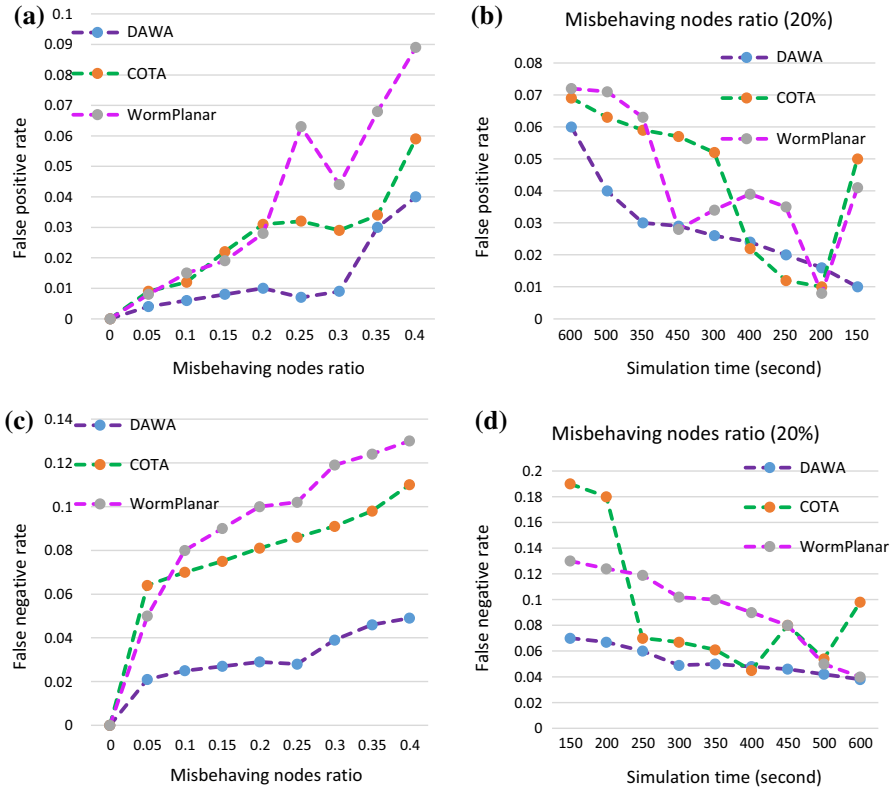 (a)
DAWA
COTA
WormPlanar
False positive rate
0.1
0.09
0.08
0.07
0.06
0.05
0.04
0.03
0.02
0.01
0
0 0.05 0.1 0.15 0.2 0.25 0.3 0.35 0.4
Misbehaving nodes ratio
(b)
Misbehaving nodes ratio (20%)
DAWA
COTA
WormPlanar
False positive rate
0.08
0.07
0.06
0.05
0.04
0.03
0.02
0.01
0
600 500 350 450 300 400 250 200 150
Simulation time (second)
(c)
DAWA
COTA
WormPlanar
False negative rate
0.14
0.12
0.1
0.08
0.06
0.04
0.02
0
0 0.05 0.1 0.15 0.2 0.25 0.3 0.35 0.4
Misbehaving nodes ratio
(d)
Misbehaving nodes ratio (20%)
DAWA
COTA
WormPlanar
False negative rate
0.2
0.18
0.16
0.14
0.12
0.1
0.08
0.06
0.04
0.02
0
150 200 250 300 350 400 450 500 600
Simulation time (second)